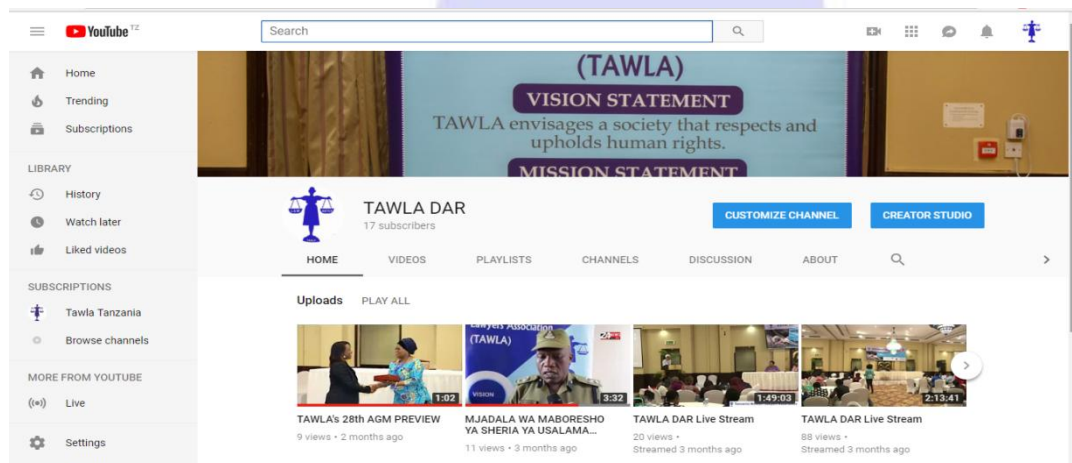 YouTube TZ
Search
Home
Trending
Subscriptions
LIBRARY
History
Watch later
Liked videos
SUBSCRIPTIONS
Tawla Tanzania
Browse channels
MORE FROM YOUTUBE
Live
Settings
(TAWLA)
VISION STATEMENT
TAWLA envisages a society that respects and
upholds human rights.
MISSION STATEMENT
TAWLA DAR
17 subscribers
CUSTOMIZE CHANNEL
CREATOR STUDIO
HOME VIDEOS PLAYLISTS CHANNELS DISCUSSION ABOUT
Uploads PLAY ALL
1:02
TAWLA's 28th AGM PREVIEW
9 views • 2 months ago
Lawyers Association
(TAWLA)
VISION
3:32
MJADALA WA MABORESHO
YA SHERIA YA USALAMA...
11 views • 3 months ago
1:49:03
TAWLA DAR Live Stream
20 views •
Streamed 3 months ago
2:13:41
TAWLA DAR Live Stream
88 views •
Streamed 3 months ago